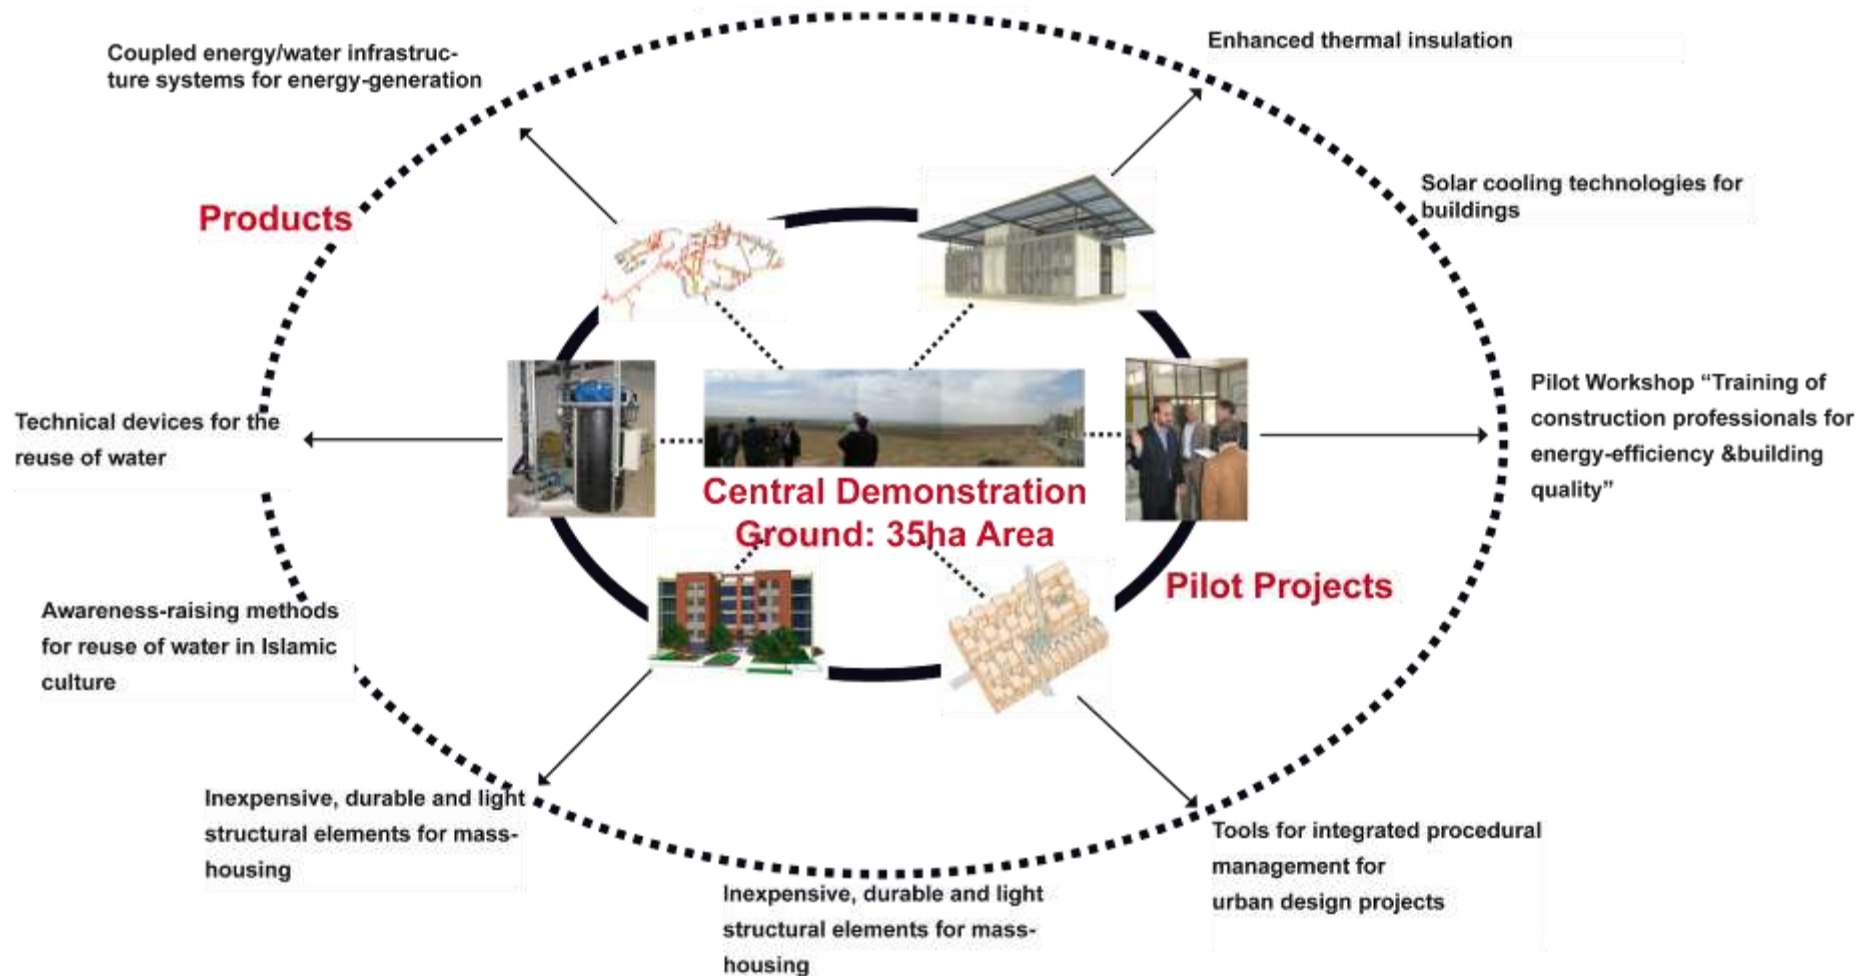 Coupled energy/water infrastruc-
ture systems for energy-generation
Enhanced thermal insulation
Solar cooling technologies for
buildings
Products
Pilot Workshop “Training of
construction professionals for
energy-efficiency &building
quality”
Technical devices for the
reuse of water
Central Demonstration
Ground: 35ha Area
Pilot Projects
Awareness-raising methods
for reuse of water in Islamic
culture
Inexpensive, durable and light
structural elements for mass-
housing
Tools for integrated procedural
management for
urban design projects
Inexpensive, durable and light
structural elements for mass-
housing